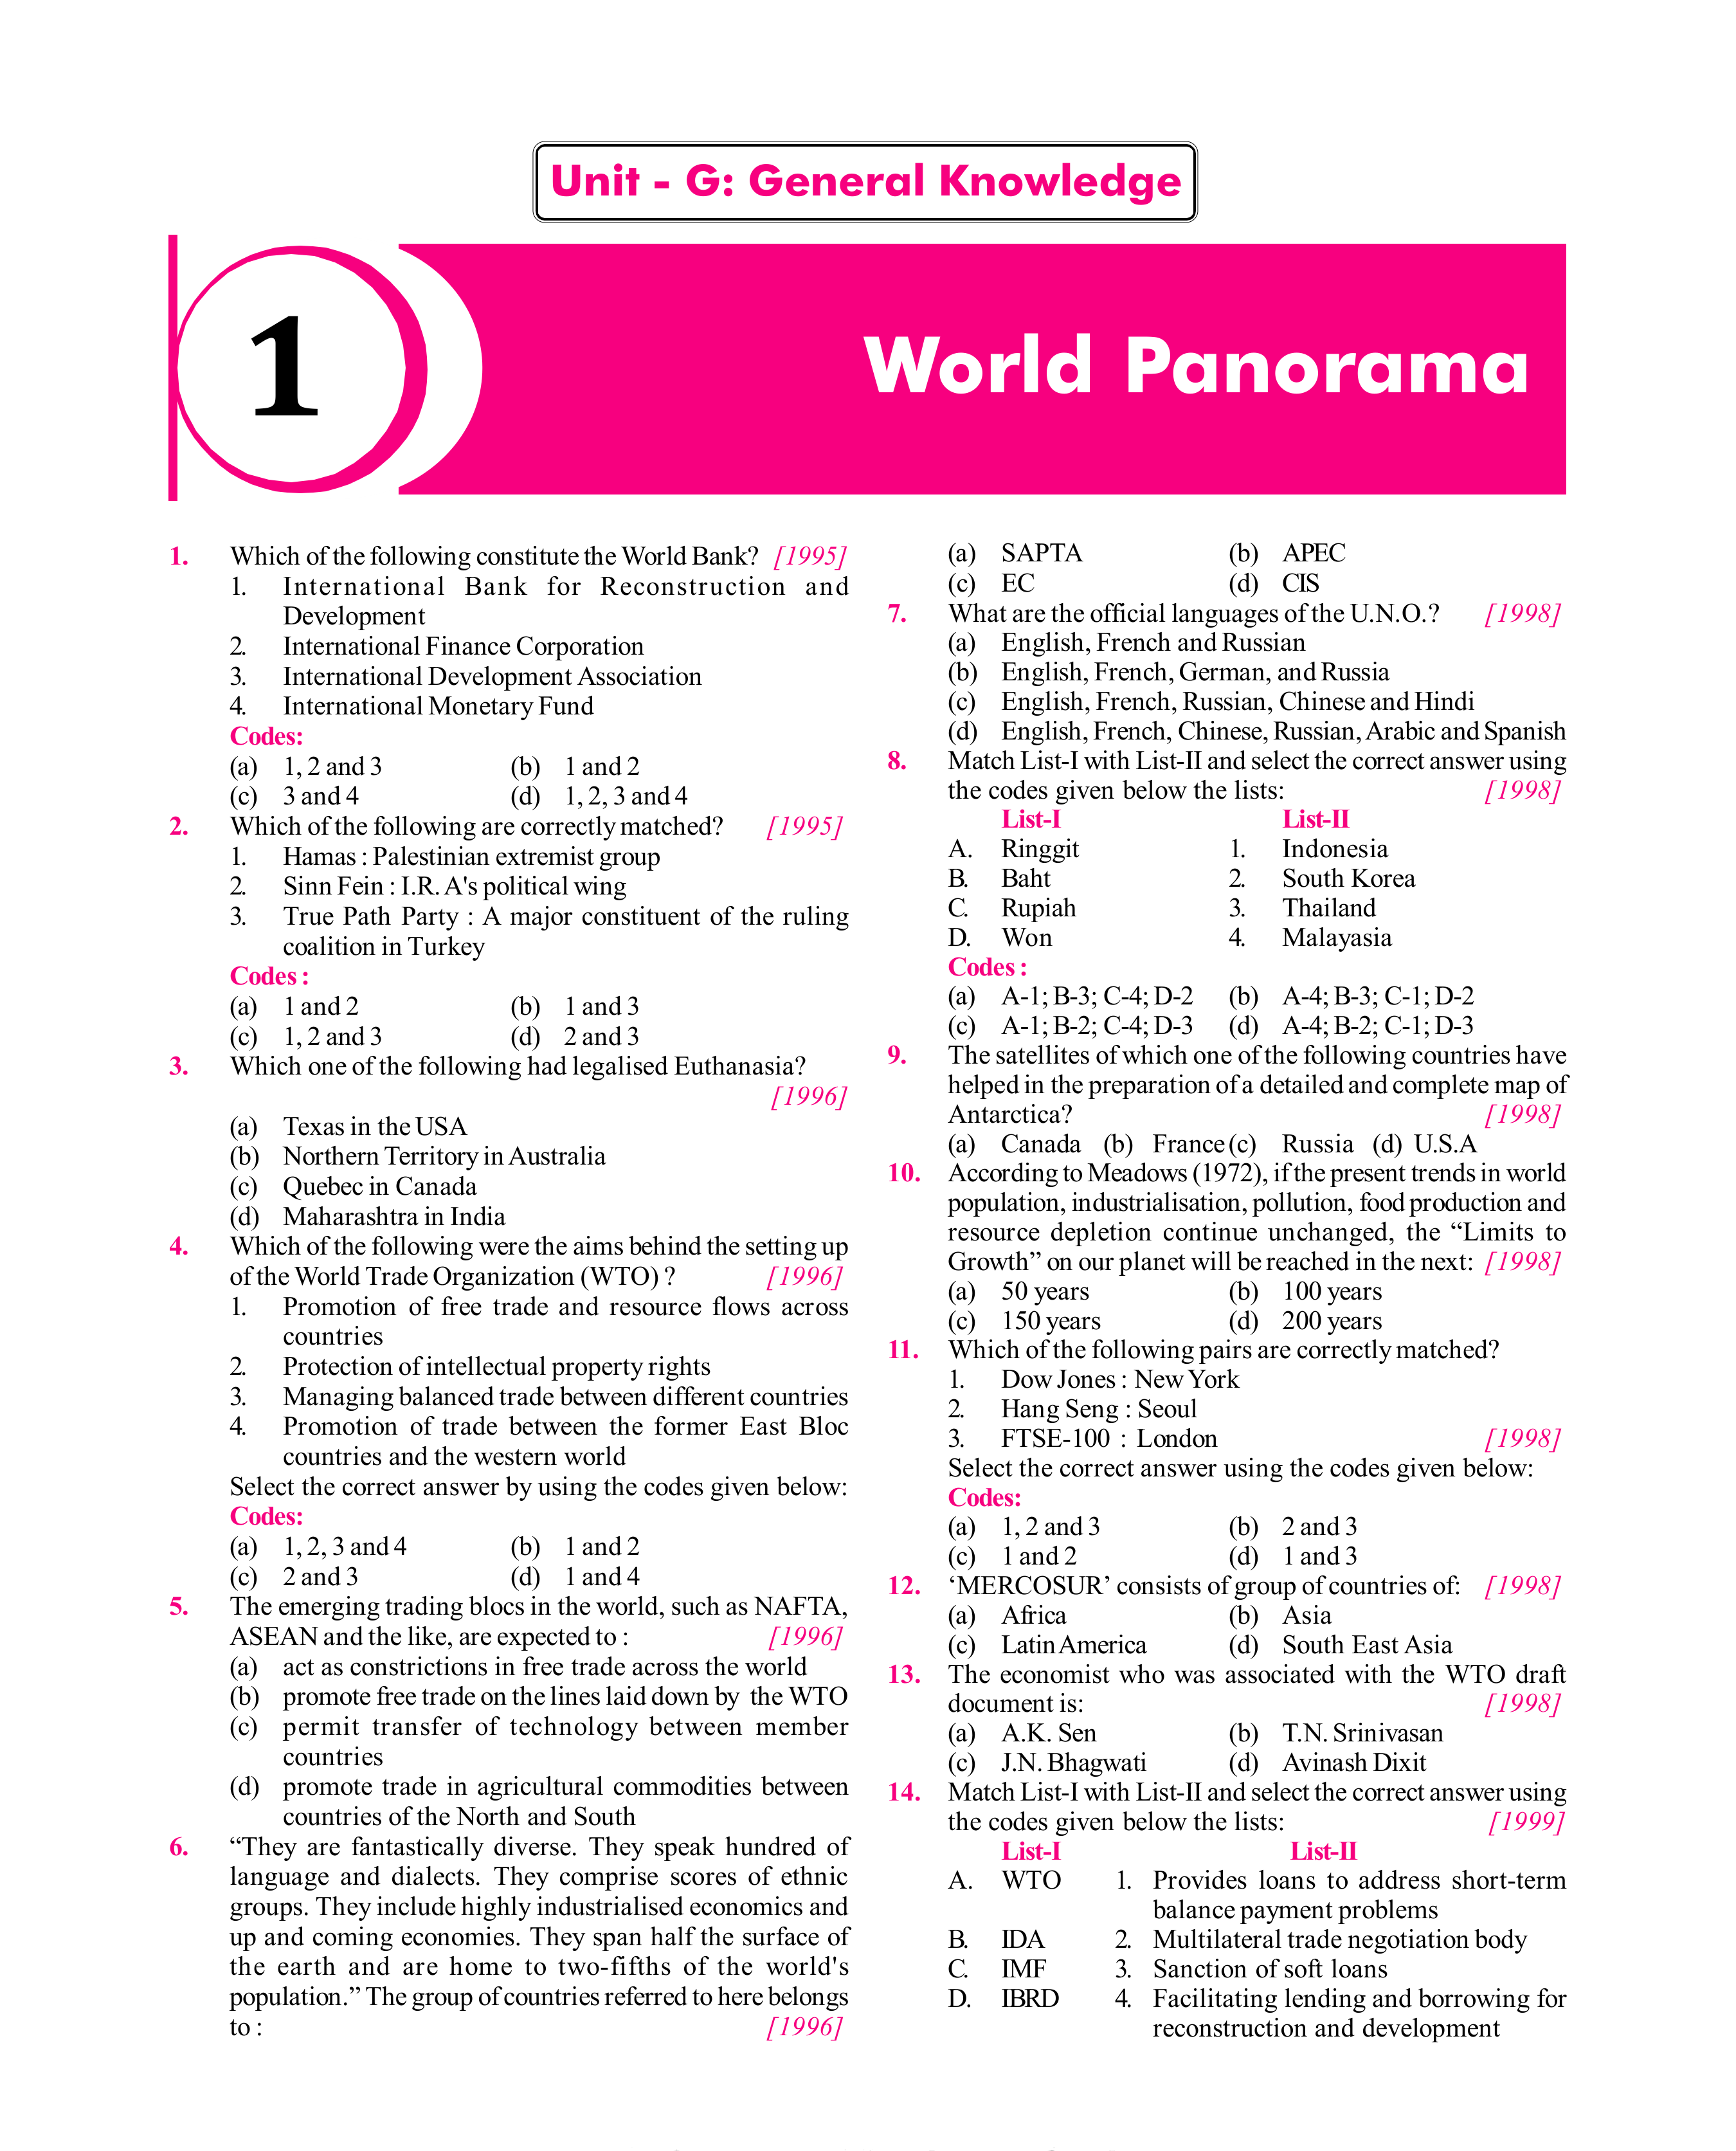 Unit - G: General Knowledge
1
World Panorama
1. Which of the following constitute the World Bank? [1995]
1. International Bank for Reconstruction and
Development
2. International Finance Corporation
3. International Development Association
4. International Monetary Fund
Codes:
(a) 1, 2 and 3 (b) 1 and 2
(c) 3 and 4 (d) 1, 2, 3 and 4
2. Which of the following are correctly matched? [1995]
1. Hamas : Palestinian extremist group
2. Sinn Fein : I.R. A's political wing
3. True Path Party : A major constituent of the ruling
coalition in Turkey
Codes :
(a) 1 and 2 (b) 1 and 3
(c) 1, 2 and 3 (d) 2 and 3
3. Which one of the following had legalised Euthanasia?
[1996]
(a) Texas in the USA
(b) Northern Territory in Australia
(c) Quebec in Canada
(d) Maharashtra in India
4. Which of the following were the aims behind the setting up
of the World Trade Organization (WTO) ? [1996]
1. Promotion of free trade and resource flows across
countries
2. Protection of intellectual property rights
3. Managing balanced trade between different countries
4. Promotion of trade between the former East Bloc
countries and the western world
Select the correct answer by using the codes given below:
Codes:
(a) 1, 2, 3 and 4 (b) 1 and 2
(c) 2 and 3 (d) 1 and 4
5. The emerging trading blocs in the world, such as NAFTA,
ASEAN and the like, are expected to : [1996]
(a) act as constrictions in free trade across the world
(b) promote free trade on the lines laid down by the WTO
(c) permit transfer of technology between member
countries
(d) promote trade in agricultural commodities between
countries of the North and South
6. “They are fantastically diverse. They speak hundred of
language and dialects. They comprise scores of ethnic
groups. They include highly industrialised economics and
up and coming economies. They span half the surface of
the earth and are home to two-fifths of the world's
population.” The group of countries referred to here belongs
to : [1996]
(a) SAPTA (b) APEC
(c) EC (d) CIS
7. What are the official languages of the U.N.O.? [1998]
(a) English, French and Russian
(b) English, French, German, and Russia
(c) English, French, Russian, Chinese and Hindi
(d) English, French, Chinese, Russian, Arabic and Spanish
8. Match List-I with List-II and select the correct answer using
the codes given below the lists: [1998]
List-I List-II
A. Ringgit 1. Indonesia
B. Baht 2. South Korea
C. Rupiah 3. Thailand
D. Won 4. Malayasia
Codes :
(a) A-1; B-3; C-4; D-2 (b) A-4; B-3; C-1; D-2
(c) A-1; B-2; C-4; D-3 (d) A-4; B-2; C-1; D-3
9. The satellites of which one of the following countries have
helped in the preparation of a detailed and complete map of
Antarctica? [1998]
(a) Canada (b) France (c) Russia (d) U.S.A
10. According to Meadows (1972), if the present trends in world
population, industrialisation, pollution, food production and
resource depletion continue unchanged, the “Limits to
Growth” on our planet will be reached in the next: [1998]
(a) 50 years (b) 100 years
(c) 150 years (d) 200 years
11. Which of the following pairs are correctly matched?
1. Dow Jones : New York
2. Hang Seng : Seoul
3. FTSE-100 : London [1998]
Select the correct answer using the codes given below:
Codes:
(a) 1, 2 and 3 (b) 2 and 3
(c) 1 and 2 (d) 1 and 3
12. ‘MERCOSUR’ consists of group of countries of: [1998]
(a) Africa (b) Asia
(c) Latin America (d) South East Asia
13. The economist who was associated with the WTO draft
document is: [1998]
(a) A.K. Sen (b) T.N. Srinivasan
(c) J.N. Bhagwati (d) Avinash Dixit
14. Match List-I with List-II and select the correct answer using
the codes given below the lists: [1999]
List-I List-II
A. WTO 1. Provides loans to address short-term
balance payment problems
B. IDA 2. Multilateral trade negotiation body
C. IMF 3. Sanction of soft loans
D. IBRD 4. Facilitating lending and borrowing for
reconstruction and development